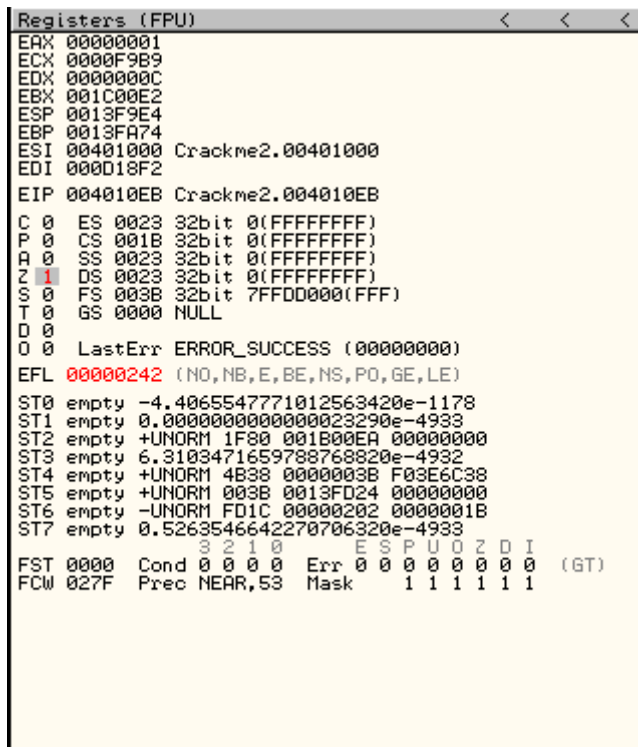 Registers (FPU) < < <
EAX 00000001
ECX 0000F9B9
EDX 0000000C
EBX 001C00E2
ESP 0013F9E4
EBP 0013FA74
ESI 00401000 Crackme2.00401000
EDI 000D18F2
EIP 004010EB Crackme2.004010EB
C 0 ES 0023 32bit 0(FFFFFFFF)
P 0 CS 001B 32bit 0(FFFFFFFF)
A 0 SS 0023 32bit 0(FFFFFFFF)
Z 1 DS 0023 32bit 0(FFFFFFFF)
S 0 FS 003B 32bit 7FFDD000(FFF)
T 0 GS 0000 NULL
D 0
O 0 LastErr ERROR_SUCCESS (00000000)
EFL 00000242 (NO,NB,E,BE,NS,PO,GE,LE)
ST0 empty -4.4065547771012563420e-1178
ST1 empty 0.0000000000000023290e-4933
ST2 empty +UNORM 1F80 001B00EA 00000000
ST3 empty 6.3103471659788768820e-4932
ST4 empty +UNORM 4B38 0000003B F03E6C38
ST5 empty +UNORM 003B 0013FD24 00000000
ST6 empty -UNORM FD1C 00000202 0000001B
ST7 empty 0.5263546642270706320e-4933
3 2 1 0 E S P U O Z D I
FST 0000 Cond 0 0 0 0 Err 0 0 0 0 0 0 0 0 (GT)
FCW 027F Prec NEAR,53 Mask 1 1 1 1 1 1